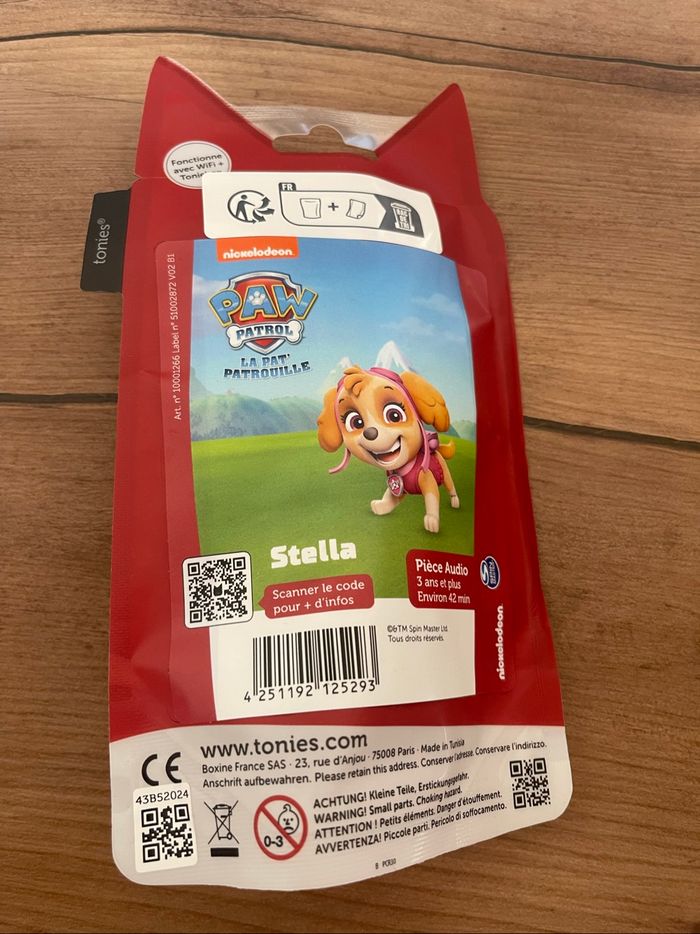 Fonctionne
avec WiFi +
tonies®
FR
+
BAC
DE
TRI
nickelodeon
Art. n° 10001266 Label n° 51002872 V02 B1
PAW
PATROL
LA PAT'
PATROUILLE
Stella
Scanner le code
pour + d'infos
Pièce Audio
3 ans et plus
Environ 42 min
©&TM Spin Master Ltd.
Tous droits réservés.
nickelodeon
4 251192 125293
www.tonies.com
Boxine France SAS · 23, rue d'Anjou · 75008 Paris · Made in Tunisia
Anschrift aufbewahren. Please retain this address. Conserver l'adresse. Conservare l'indirizzo.
CE
43B52024
0-3
ACHTUNG! Kleine Teile, Erstickungsgefahr.
WARNING! Small parts. Choking hazard.
ATTENTION ! Petits éléments. Danger d'étouffement.
AVVERTENZA! Piccole parti. Pericolo di soffocamento.
B PCR30